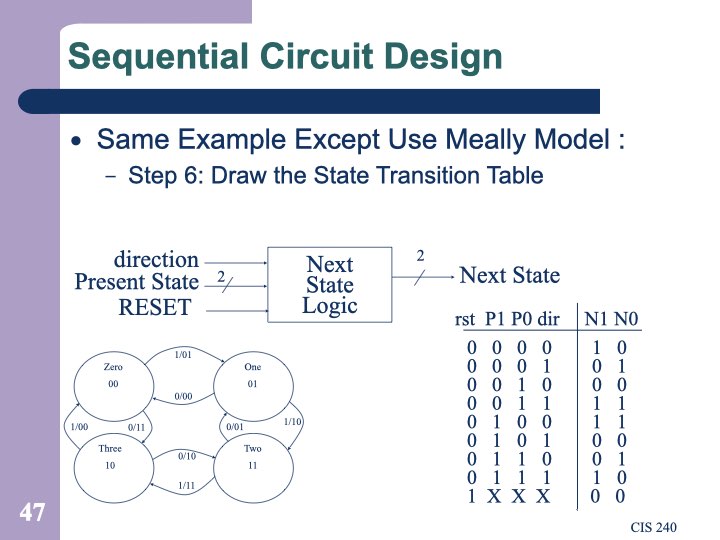 Sequential Circuit Design
• Same Example Except Use Meally Model :
– Step 6: Draw the State Transition Table
direction
Present State 2
RESET
Next
State
Logic
2
Next State
rst P1 P0 dir N1 N0
0 0 0 0 1 0
0 0 0 1 0 1
0 0 1 0 0 0
0 0 1 1 1 1
0 1 0 0 1 1
0 1 0 1 0 0
0 1 1 0 0 1
0 1 1 1 1 0
1 X X X 0 0
1/01
Zero
00
One
01
0/00
1/00
0/11
0/01
1/10
Three
10
0/10
Two
11
1/11
47
CIS 240